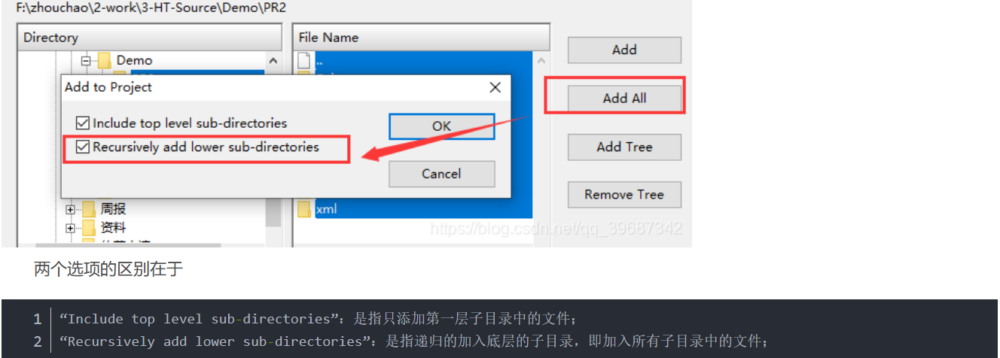 F:\zhouchao\2-work\3-HT-Source\Demo\PR2
Directory
File Name
Demo
..
Add
Add to Project
Include top level sub-directories
OK
Add All
Recursively add lower sub-directories
Add Tree
Cancel
Remove Tree
周报
xml
资料
https://blog.csdn.net/qq_39687342
两个选项的区别在于
1 “Include top level sub-directories”：是指只添加第一层子目录中的文件；
2 “Recursively add lower sub-directories”：是指递归的加入底层的子目录，即加入所有子目录中的文件；